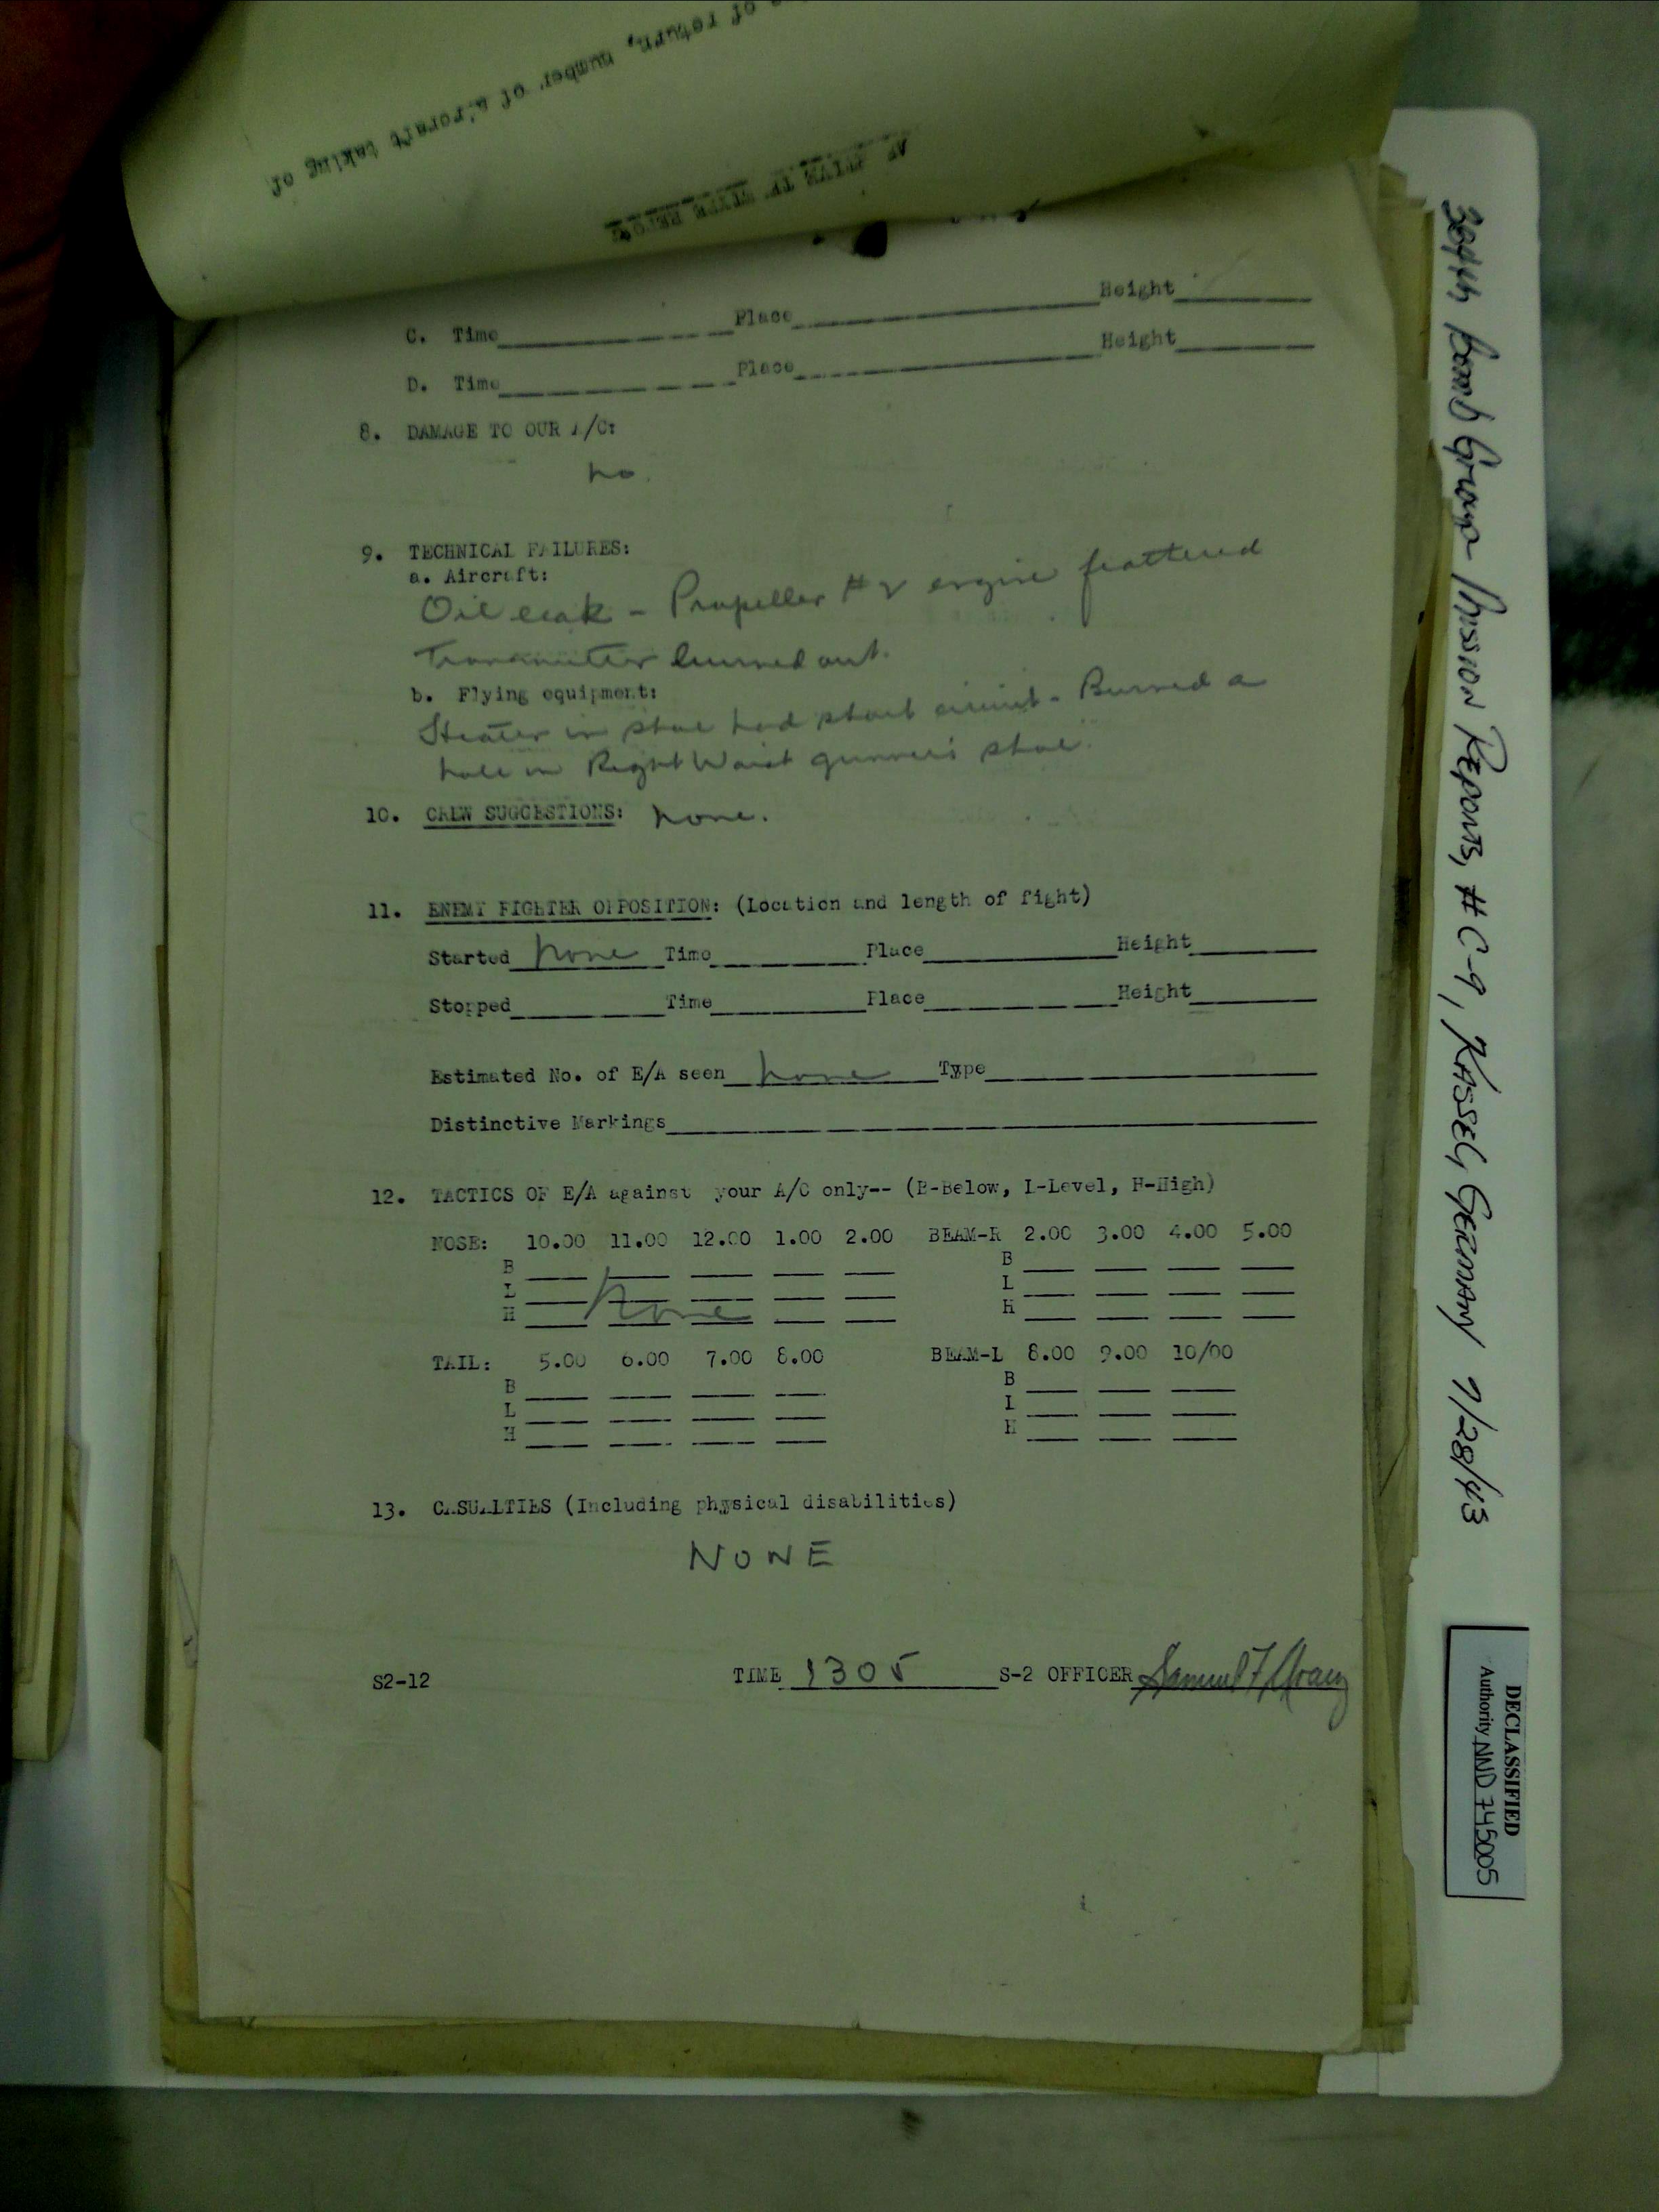 of return, number of aircraft taking of
C. Time Place Height
D. Time Place Height
8. DAMAGE TO OUR A/C:
no.
9. TECHNICAL FAILURES:
a. Aircraft:
Oil leak - Propeller #2 engine feattered
Transmitter burned out.
b. Flying equipment:
Heater in shoe had short circuit - Burned a
hole in Right Waist gunner's shoe.
10. CREW SUGGESTIONS: none.
11. ENEMY FIGHTER OPPOSITION: (Location and length of fight)
Started none Time Place Height
Stopped Time Place Height
Estimated No. of E/A seen none Type
Distinctive Markings
12. TACTICS OF E/A against your A/C only-- (B-Below, L-Level, H-High)
NOSE: 10.00 11.00 12.00 1.00 2.00 BEAM-R 2.00 3.00 4.00 5.00
B B
L L
H none H
TAIL: 5.00 6.00 7.00 8.00 BEAM-L 8.00 9.00 10/00
B B
L L
H H
13. CASUALTIES (Including physical disabilities)
NONE
S2-12 TIME 1305 S-2 OFFICER Samuel F.
Bomb Group Mission Reports, #C-9, KASSEL, GERMANY 7/28/43
DECLASSIFIED
Authority NND 745005